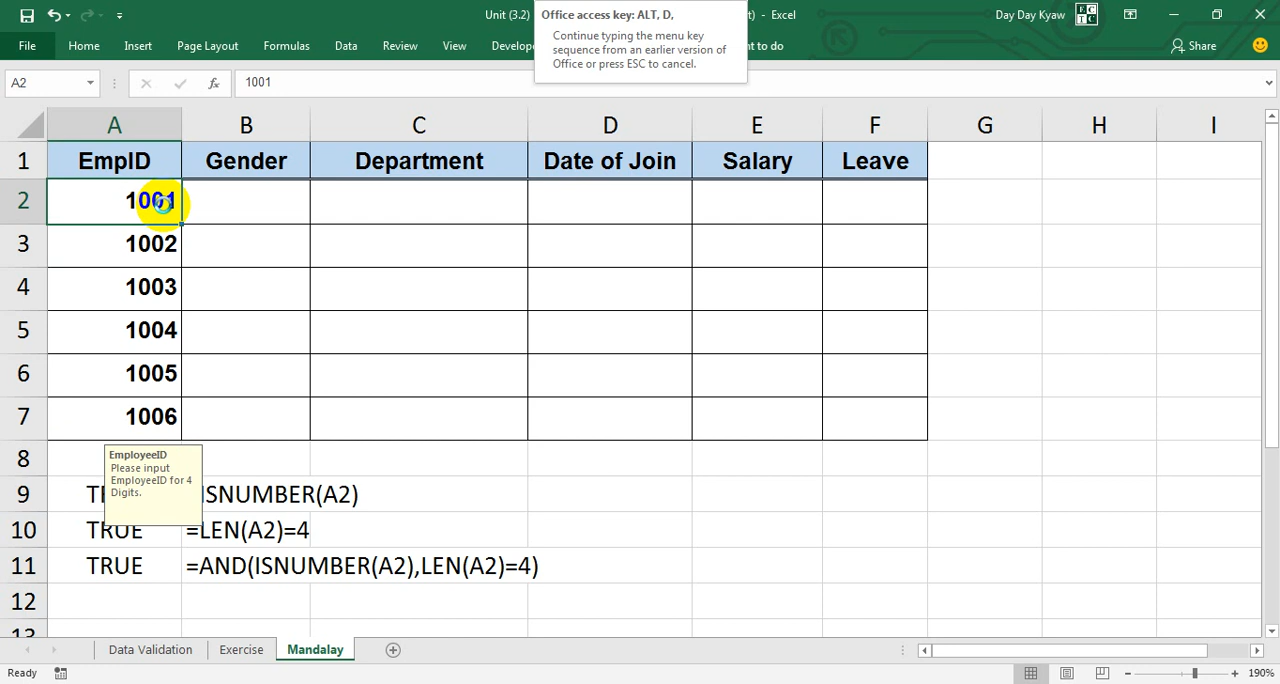 Unit (3.2)
Office access key: ALT, D,
Continue typing the menu key
sequence from an earlier version of
Office or press ESC to cancel.
t) - Excel
Day Day Kyaw
File Home Insert Page Layout Formulas Data Review View Develope
t to do
Share
A2
fx
1001
A B C D E F G H I
1 EmpID Gender Department Date of Join Salary Leave
2 1001
3 1002
4 1003
5 1004
6 1005
7 1006
8
EmployeeID
Please input
EmployeeID for 4
Digits.
9 ISNUMBER(A2)
10 TRUE =LEN(A2)=4
11 TRUE =AND(ISNUMBER(A2),LEN(A2)=4)
12
13
Data Validation Exercise Mandalay
Ready
190%